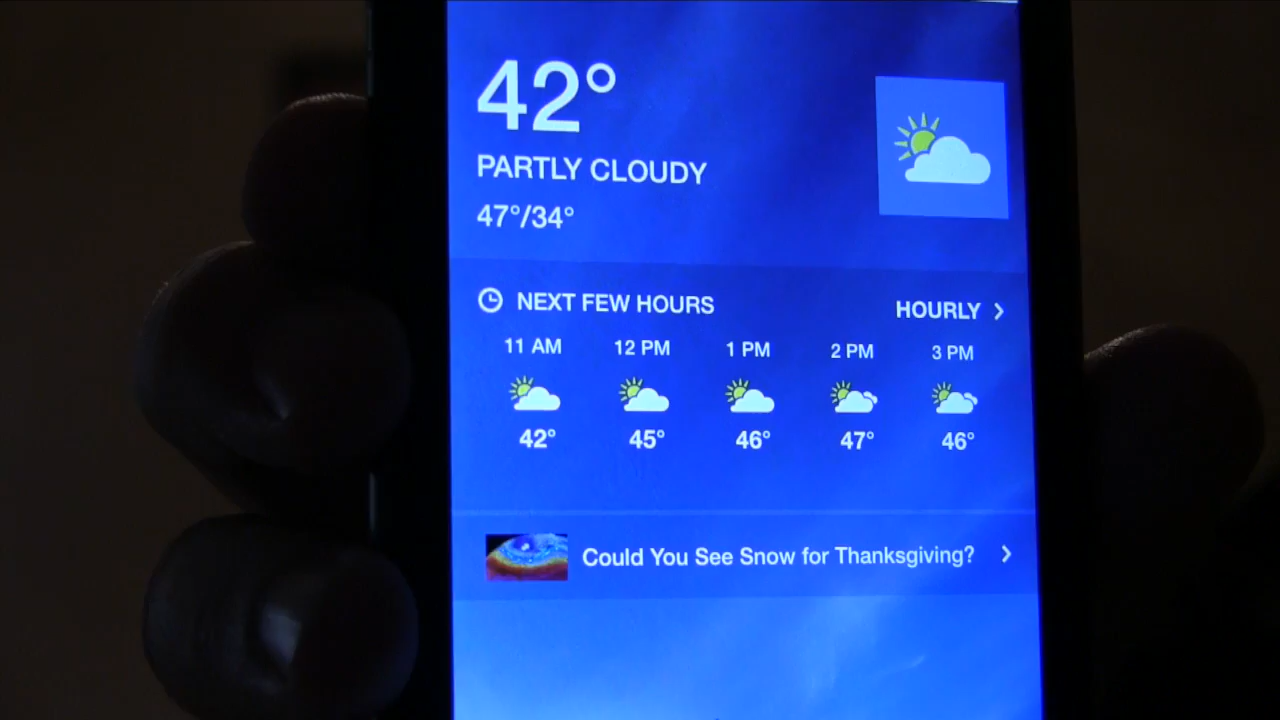 42°
PARTLY CLOUDY
47°/34°
NEXT FEW HOURS HOURLY >
11 AM 12 PM 1 PM 2 PM 3 PM
42° 45° 46° 47° 46°
Could You See Snow for Thanksgiving? >